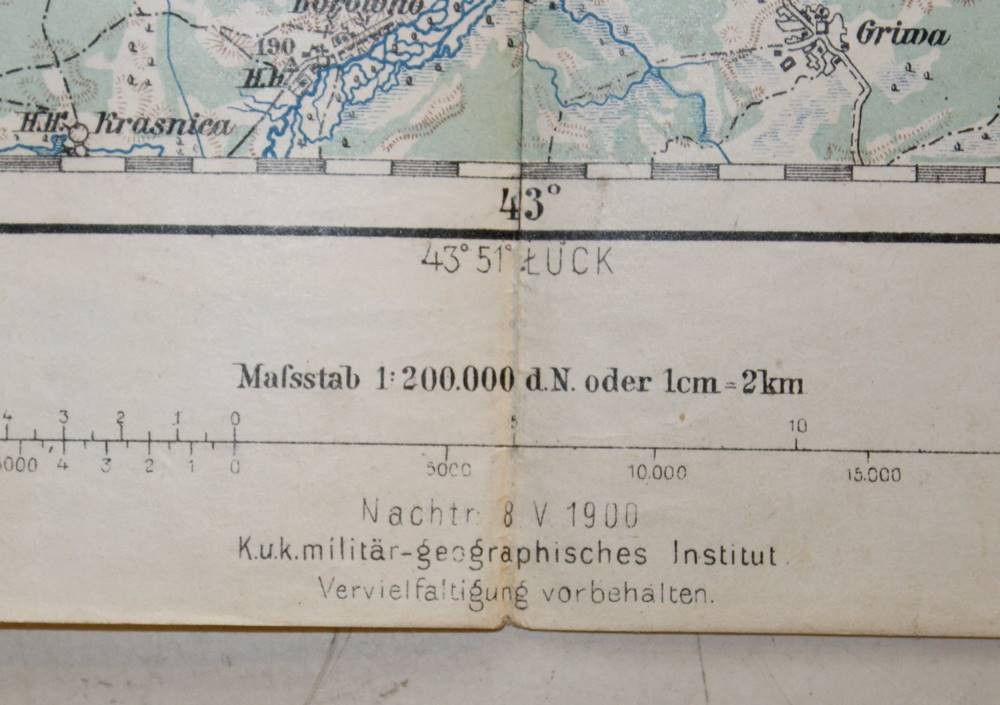 Griwa
190
H.h.
H.H.
Krasnica
43°
43° 51° ŁUCK
Mafsstab 1:200.000 d.N. oder 1cm = 2km
4 3 2 1 0 5 10
5000 4 3 2 1 0 5000 10.000 15.000
Nachtr. 8 V 1900
K.u.k.militär-geographisches Institut.
Vervielfältigung vorbehalten.